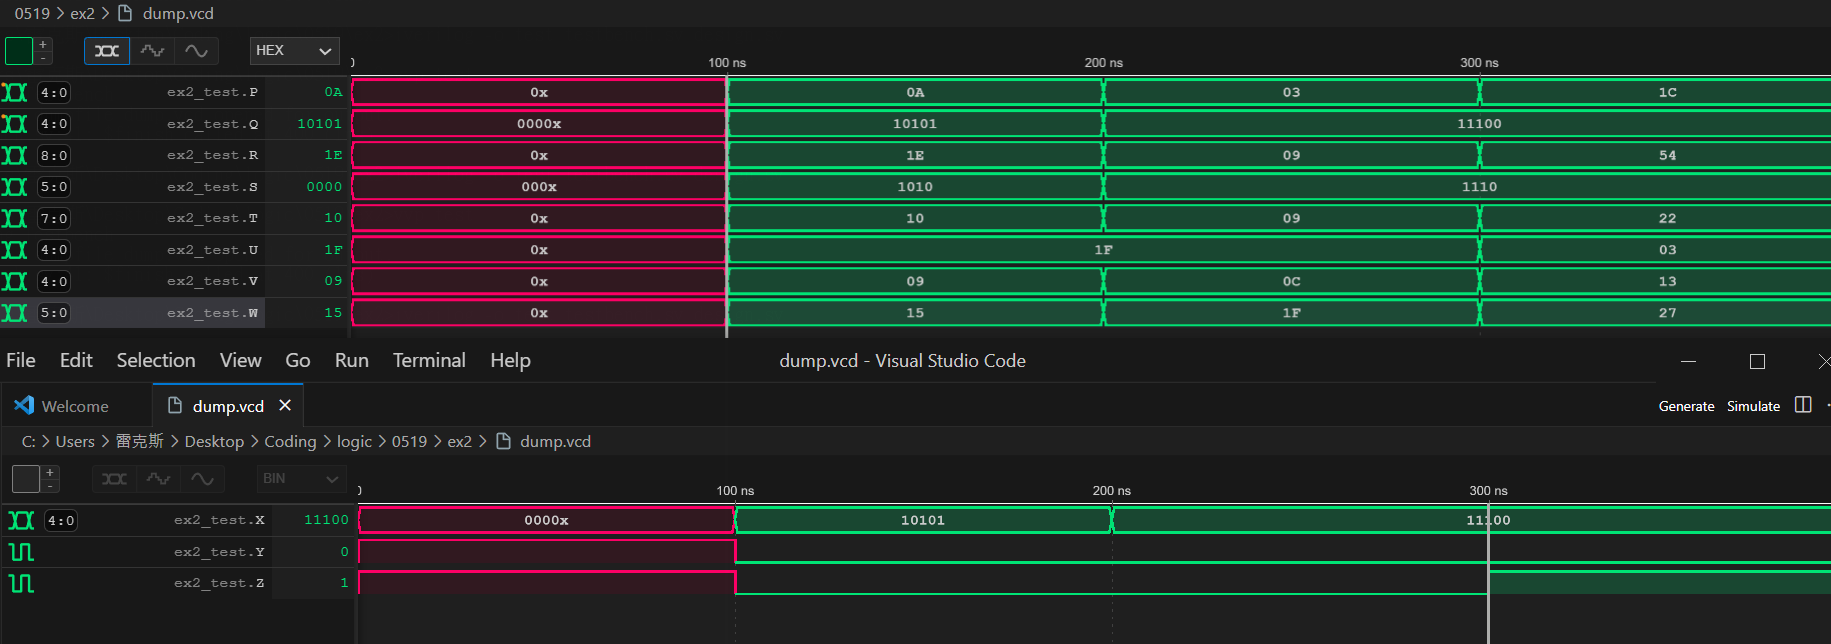 0519 > ex2 > dump.vcd
+
-
HEX
0 100 ns 200 ns 300 ns
4:0 ex2_test.P 0A 0x 0A 03 1C
4:0 ex2_test.Q 10101 0000x 10101 11100
8:0 ex2_test.R 1E 0x 1E 09 54
5:0 ex2_test.S 0000 000x 1010 1110
7:0 ex2_test.T 10 0x 10 09 22
4:0 ex2_test.U 1F 0x 1F 03
4:0 ex2_test.V 09 0x 09 0C 13
5:0 ex2_test.W 15 0x 15 1F 27
File Edit Selection View Go Run Terminal Help dump.vcd - Visual Studio Code
Welcome dump.vcd Generate Simulate
C: > Users > 雷克斯 > Desktop > Coding > logic > 0519 > ex2 > dump.vcd
+
-
BIN
0 100 ns 200 ns 300 ns
4:0 ex2_test.X 11100 0000x 10101 11100
ex2_test.Y 0
ex2_test.Z 1